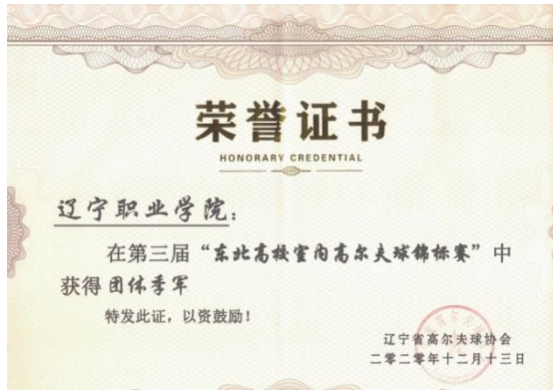 荣誉证书
HONORARY CREDENTIAL
辽宁职业学院：
在第三届“东北高校室内高尔夫球锦标赛”中
获得团体季军
特发此证，以资鼓励！
辽宁省高尔夫球协会
二零二零年十二月十三日